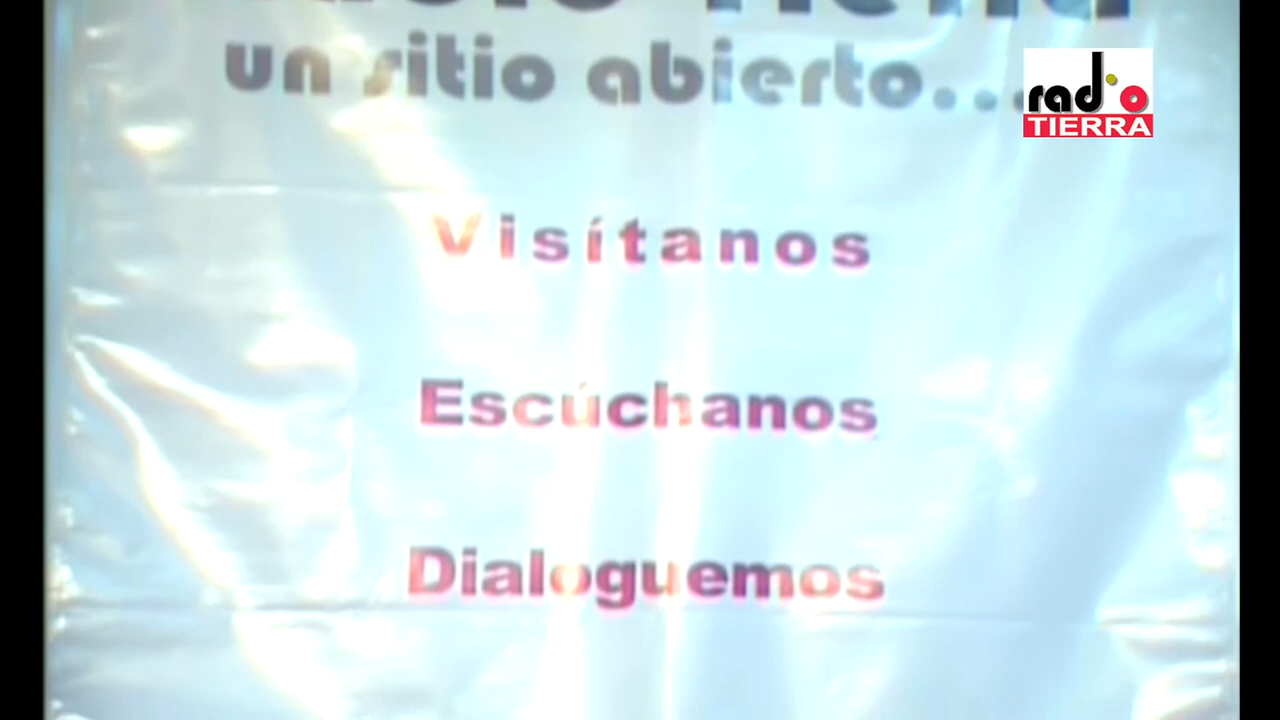 un sitio abierto...
radio
TIERRA
Visítanos
Escúchanos
Dialoguemos